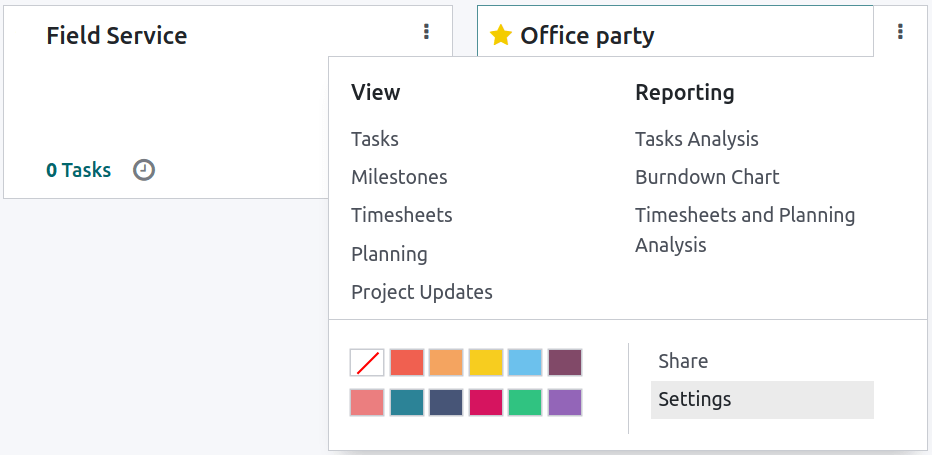 Field Service
Office party
0 Tasks
View
Tasks
Milestones
Timesheets
Planning
Project Updates
Reporting
Tasks Analysis
Burndown Chart
Timesheets and Planning
Analysis
Share
Settings